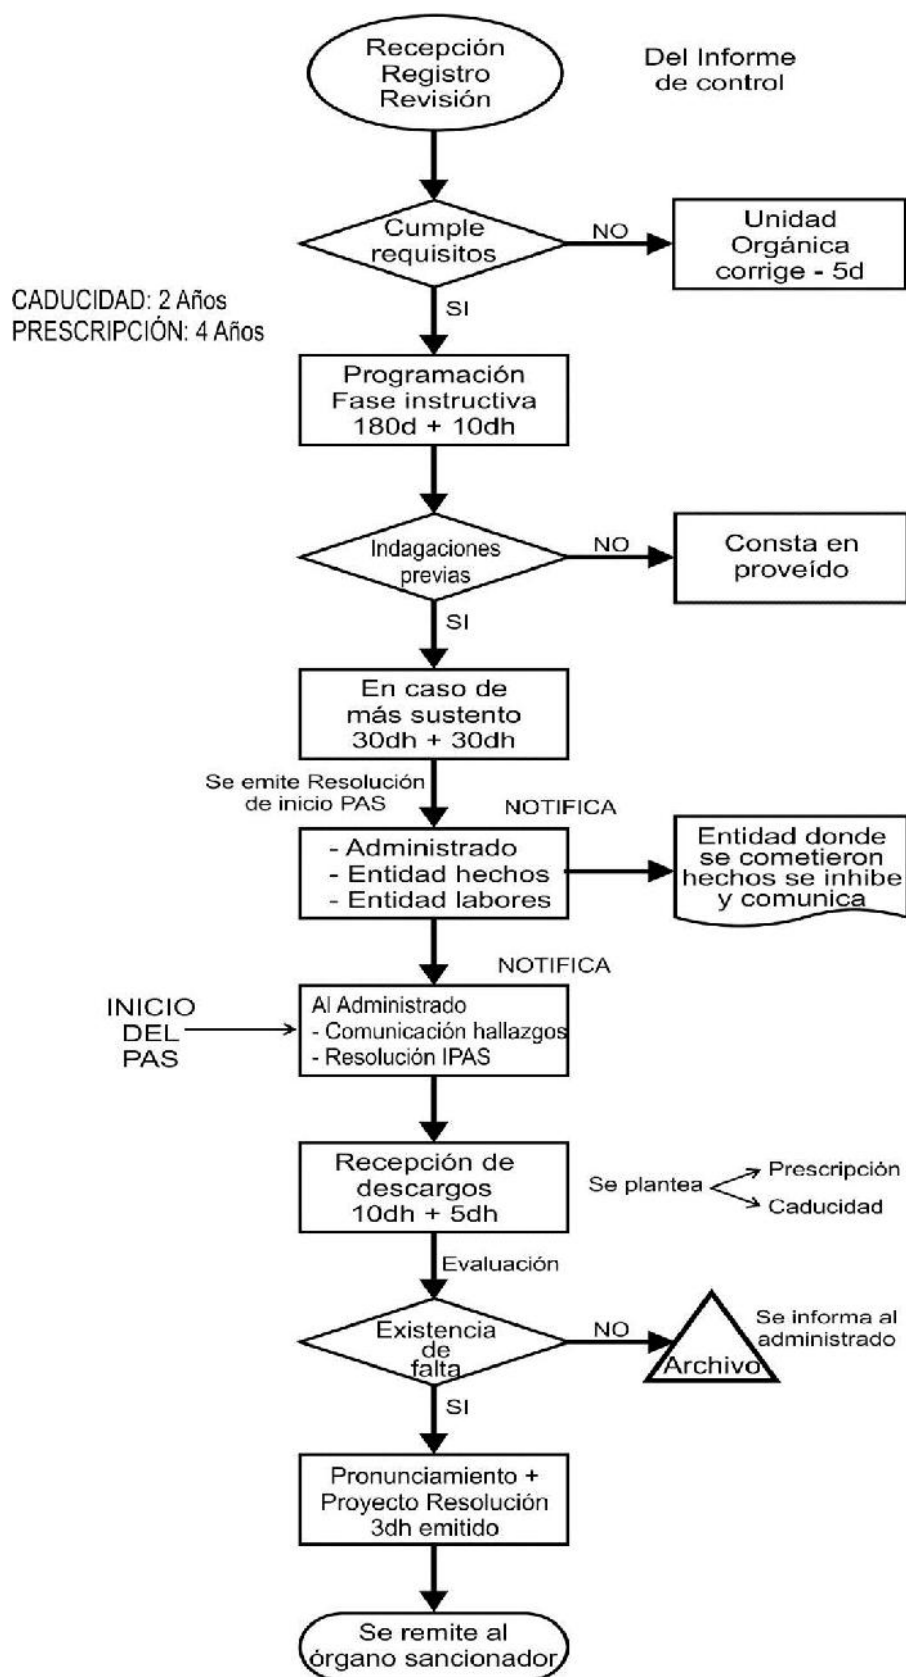 Recepción
Registro
Revisión
Del Informe
de control
Cumple
requisitos
NO
Unidad
Orgánica
corrige - 5d
CADUCIDAD: 2 Años
PRESCRIPCIÓN: 4 Años
SI
Programación
Fase instructiva
180d + 10dh
Indagaciones
previas
NO
Consta en
proveído
SI
En caso de
más sustento
30dh + 30dh
Se emite Resolución
de inicio PAS
NOTIFICA
- Administrado
- Entidad hechos
- Entidad labores
Entidad donde
se cometieron
hechos se inhibe
y comunica
NOTIFICA
INICIO
DEL
PAS
Al Administrado
- Comunicación hallazgos
- Resolución IPAS
Recepción de
descargos
10dh + 5dh
Se plantea
Prescripción
Caducidad
Evaluación
Existencia
de
falta
NO
Archivo
Se informa al
administrado
SI
Pronunciamiento +
Proyecto Resolución
3dh emitido
Se remite al
órgano sancionador